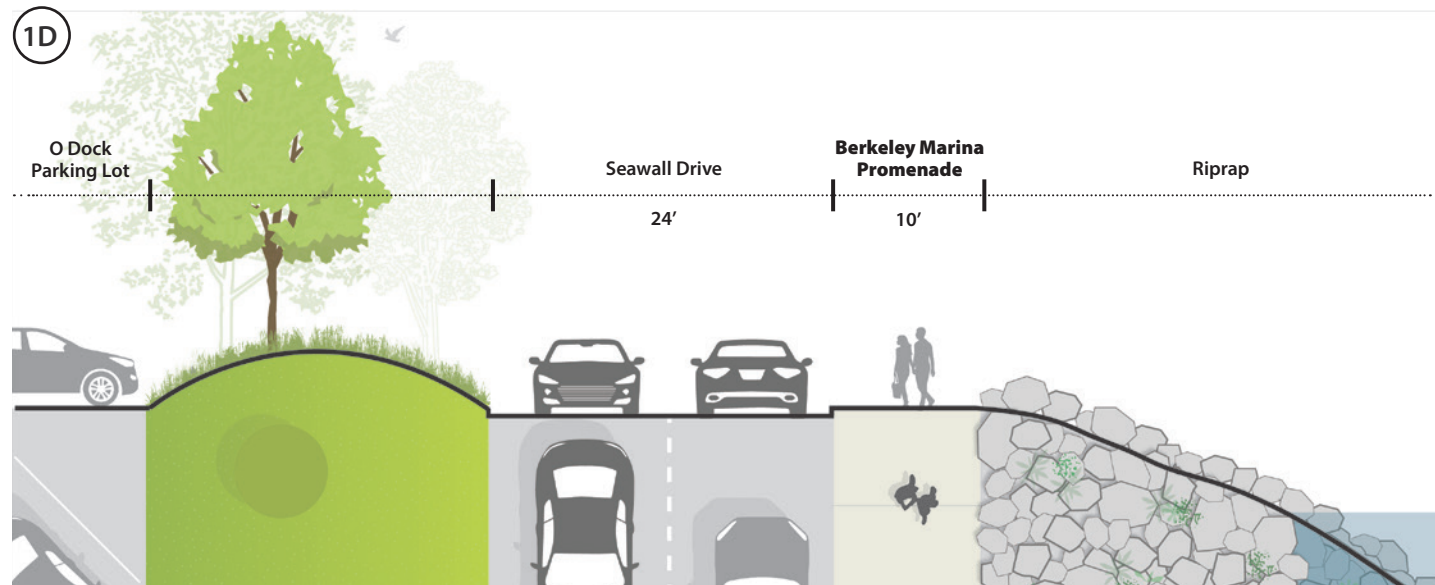 1D
O Dock
Parking Lot
Seawall Drive
24’
Berkeley Marina
Promenade
10’
Riprap